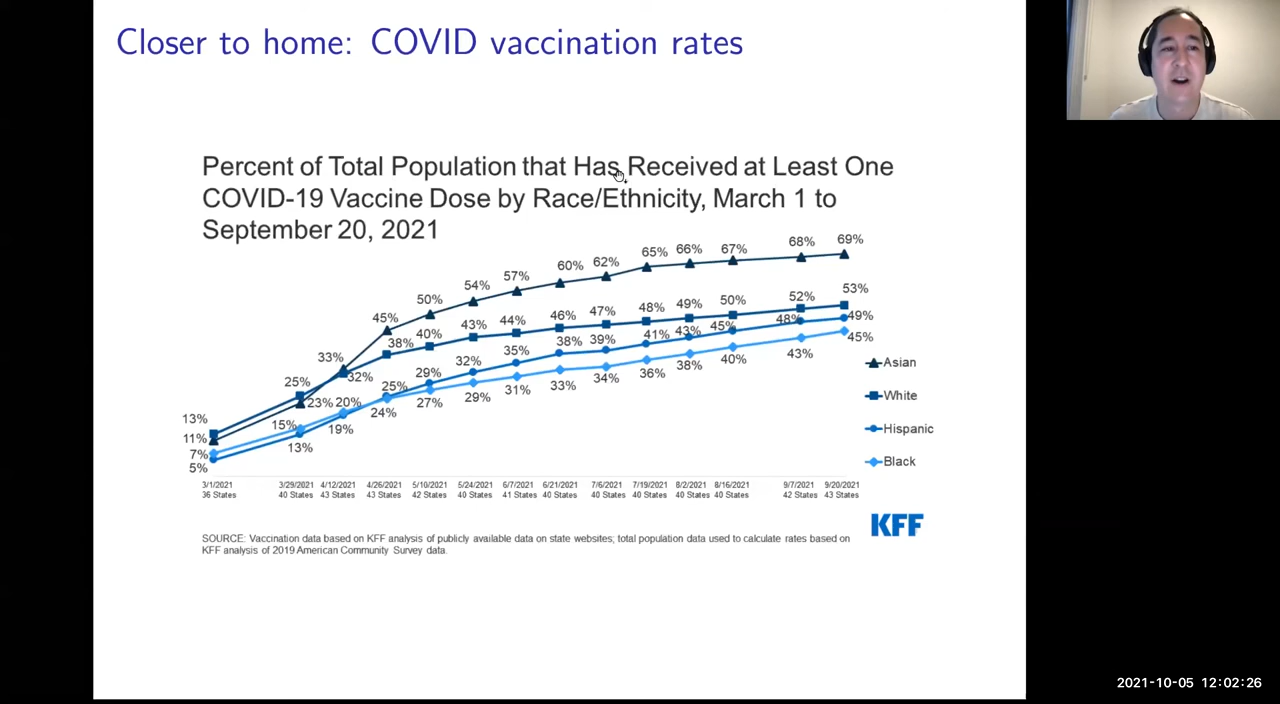 Closer to home: COVID vaccination rates
Percent of Total Population that Has Received at Least One
COVID-19 Vaccine Dose by Race/Ethnicity, March 1 to
September 20, 2021
13% 25% 33% 45% 50% 54% 57% 60% 62% 65% 66% 67% 68% 69%
11% 23% 32% 38% 40% 43% 44% 46% 47% 48% 49% 50% 52% 53%
7% 15% 20% 25% 29% 32% 35% 38% 39% 41% 43% 45% 48% 49%
5% 13% 19% 24% 27% 29% 31% 33% 34% 36% 38% 40% 43% 45%
Asian
White
Hispanic
Black
3/1/2021 3/29/2021 4/12/2021 4/26/2021 5/10/2021 5/24/2021 6/7/2021 6/21/2021 7/6/2021 7/19/2021 8/2/2021 8/16/2021 9/7/2021 9/20/2021
36 States 40 States 43 States 43 States 42 States 40 States 41 States 40 States 40 States 40 States 40 States 40 States 42 States 43 States
KFF
SOURCE: Vaccination data based on KFF analysis of publicly available data on state websites; total population data used to calculate rates based on
KFF analysis of 2019 American Community Survey data.
2021-10-05 12:02:26